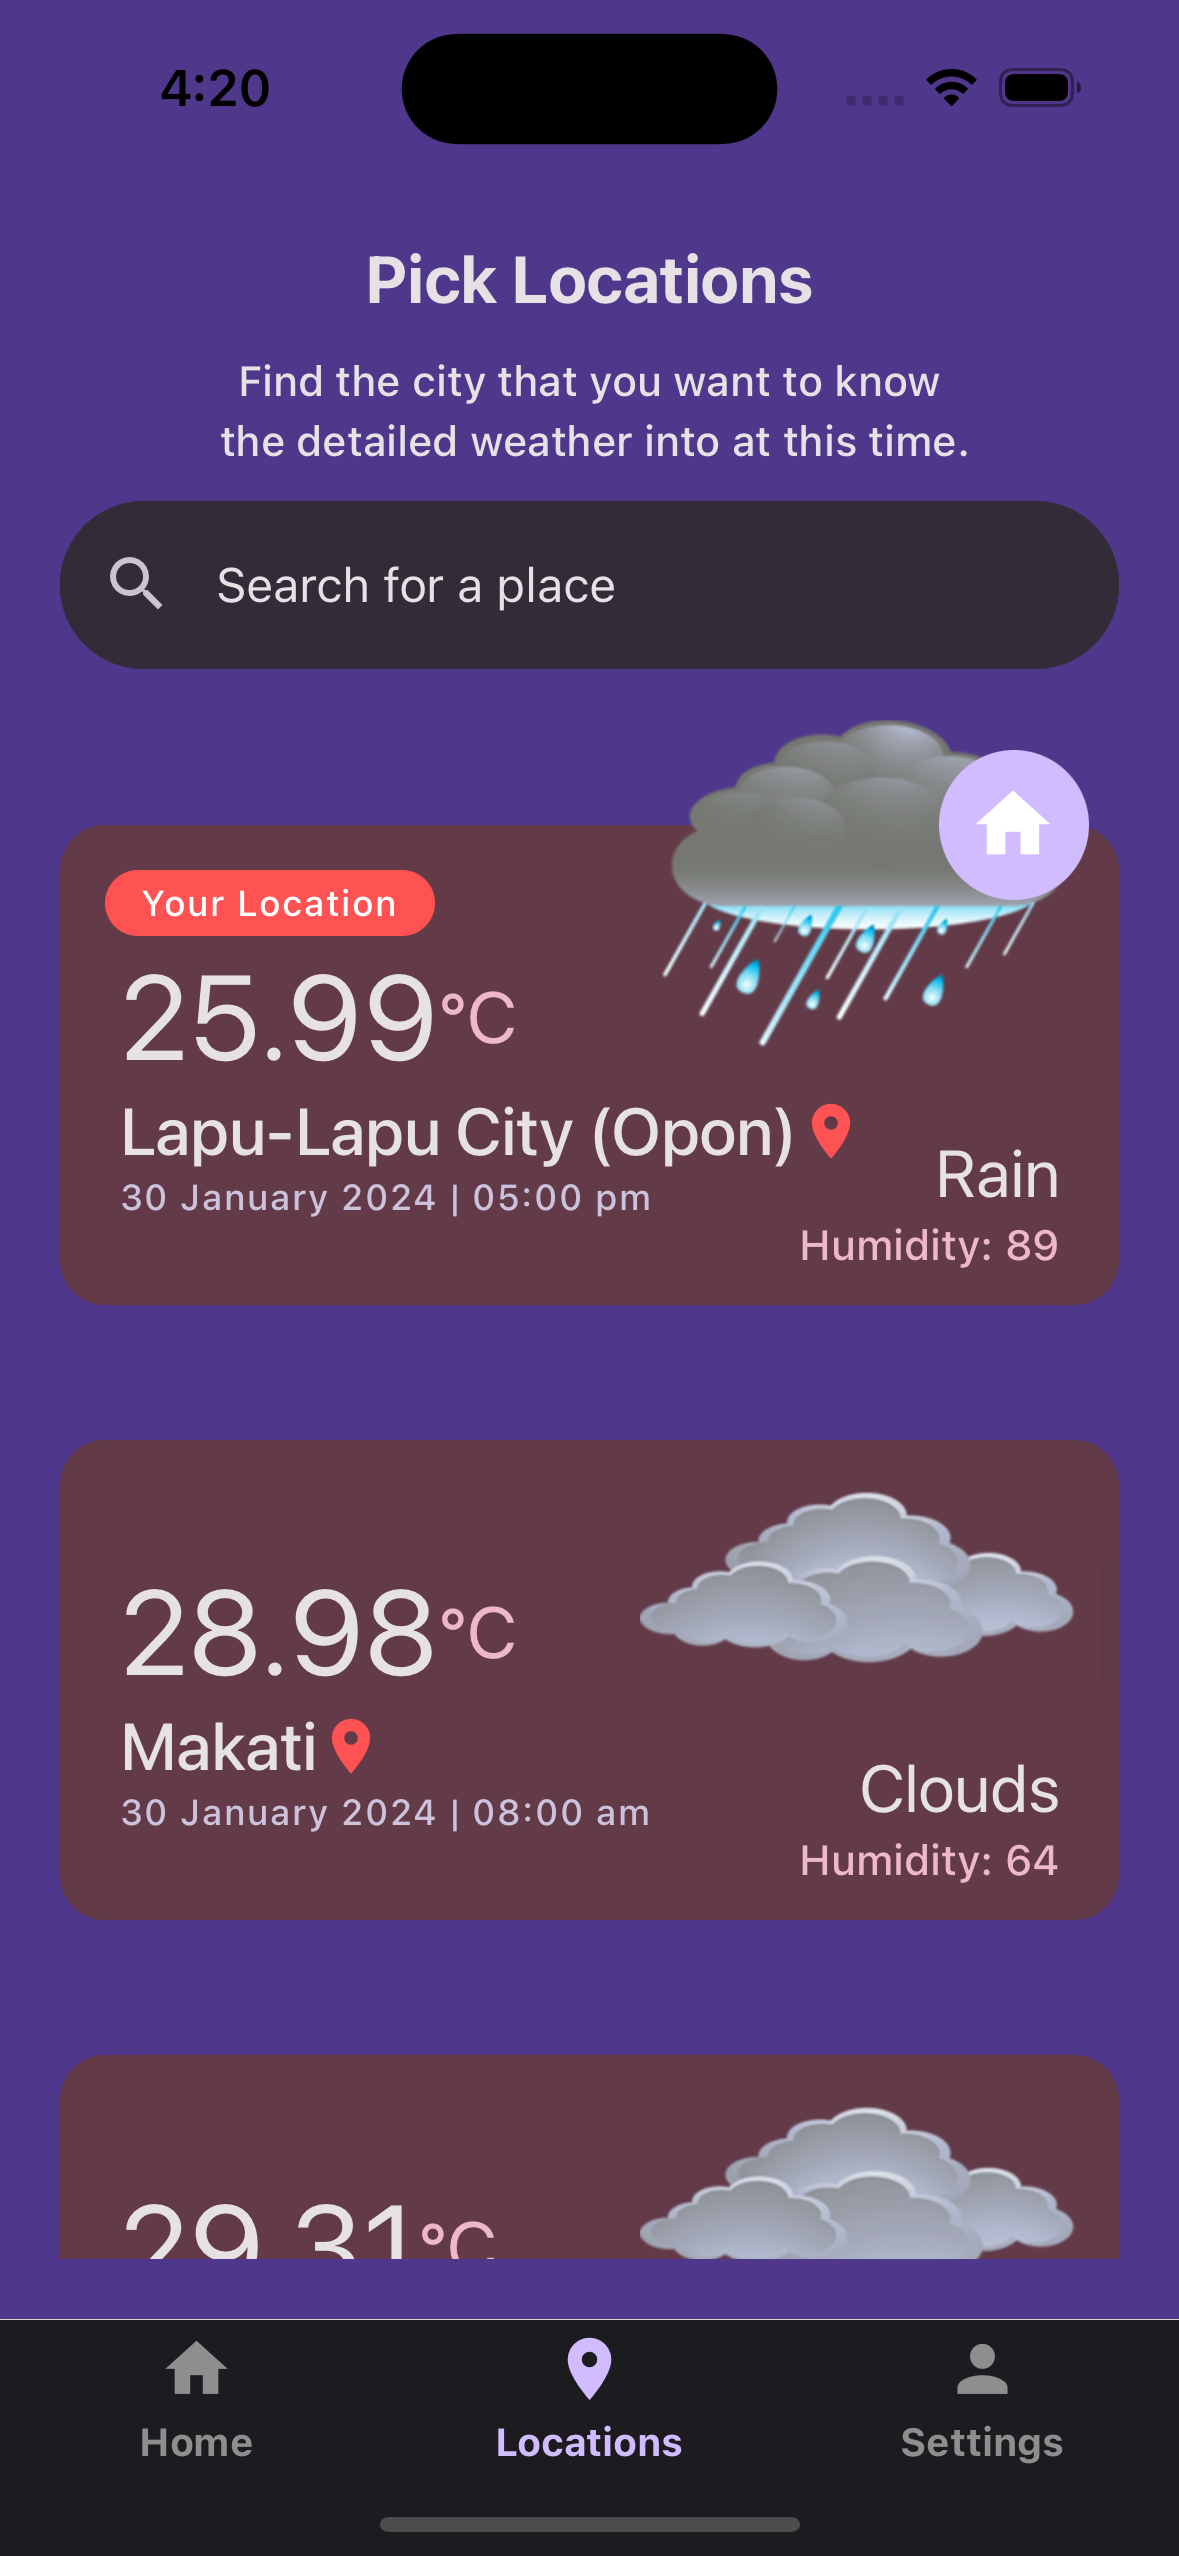 4:20
Pick Locations
Find the city that you want to know
the detailed weather into at this time.
Search for a place
Your Location
25.99°C
Lapu-Lapu City (Opon)
30 January 2024 | 05:00 pm
Rain
Humidity: 89
28.98°C
Makati
30 January 2024 | 08:00 am
Clouds
Humidity: 64
29.31°C
Home
Locations
Settings